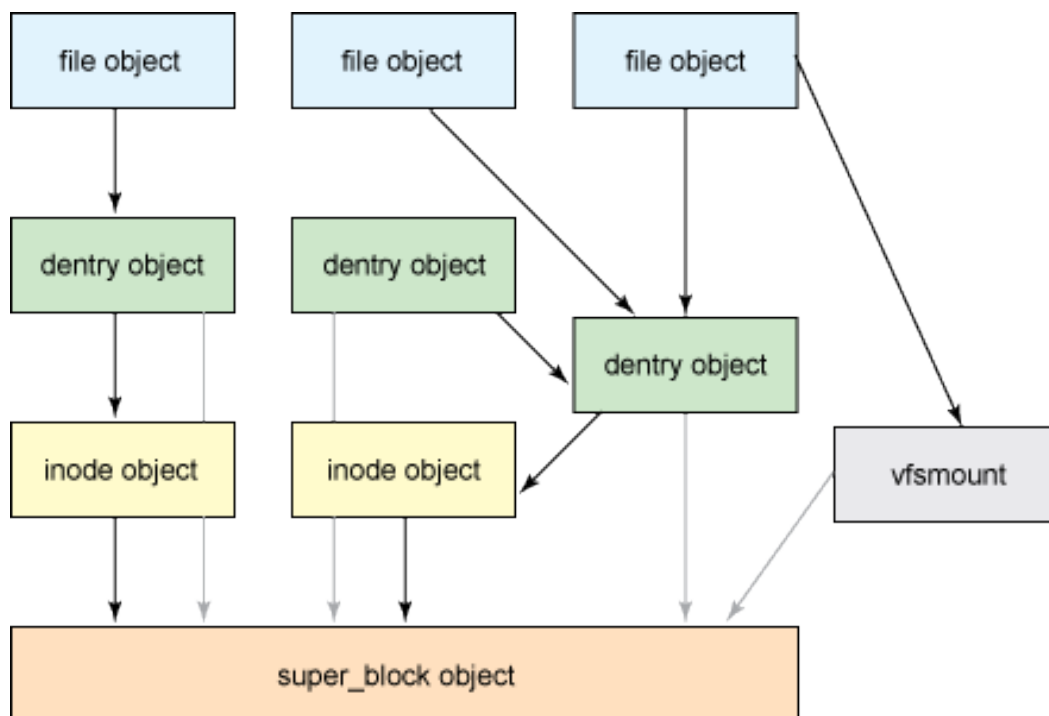 file object
file object
file object
dentry object
dentry object
dentry object
inode object
inode object
vfsmount
super_block object